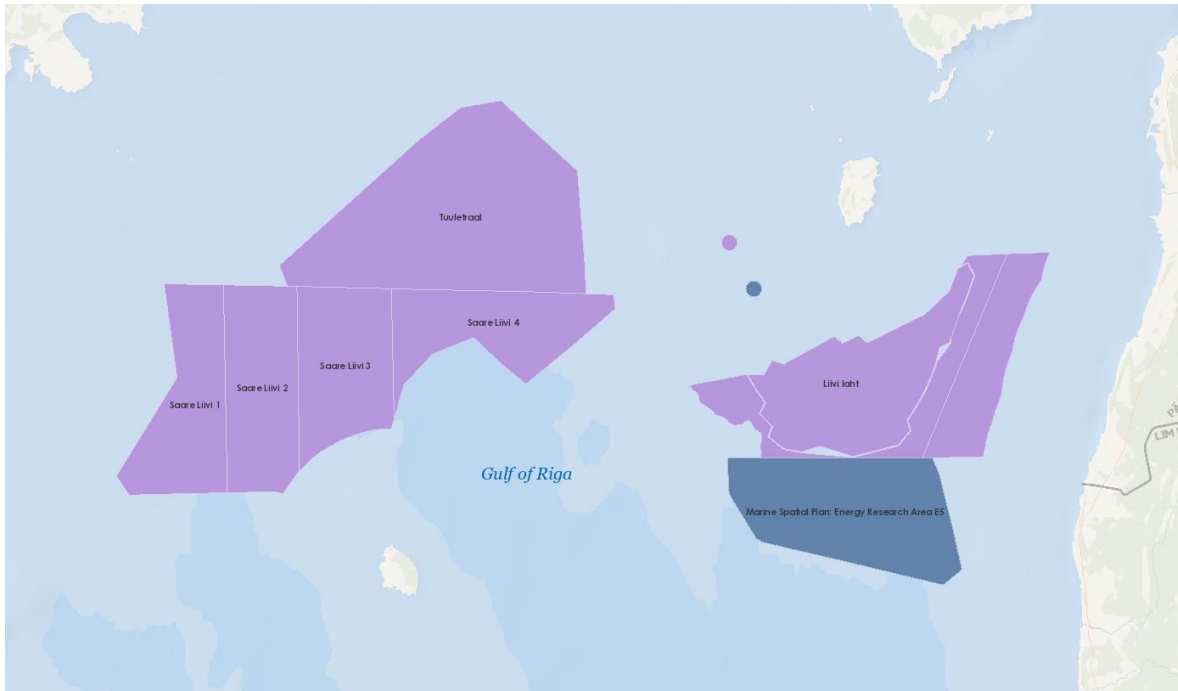 Tuuletraal
Saare Liivi 4
Saare Liivi 3
Saare Liivi 2
Saare Liivi 1
Liivi laht
Gulf of Riga
Marine Spatial Plan: Energy Research Area E5